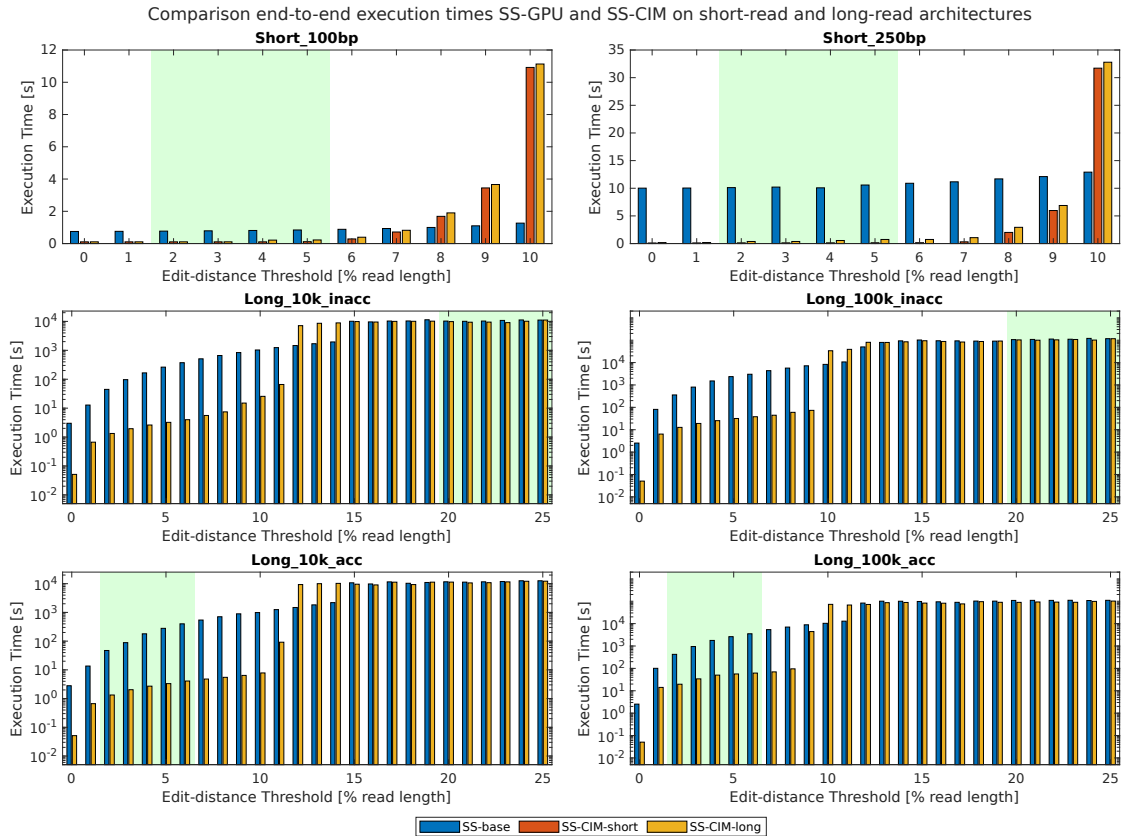 Comparison end-to-end execution times SS-GPU and SS-CIM on short-read and long-read architectures
Short_100bp
Execution Time [s]
12
10
8
6
4
2
0
0 1 2 3 4 5 6 7 8 9 10
Edit-distance Threshold [% read length]
Short_250bp
Execution Time [s]
35
30
25
20
15
10
5
0
0 1 2 3 4 5 6 7 8 9 10
Edit-distance Threshold [% read length]
Long_10k_inacc
Execution Time [s]
10^4
10^3
10^2
10^1
10^0
10^-1
10^-2
0 5 10 15 20 25
Edit-distance Threshold [% read length]
Long_100k_inacc
Execution Time [s]
10^4
10^3
10^2
10^1
10^0
10^-1
10^-2
0 5 10 15 20 25
Edit-distance Threshold [% read length]
Long_10k_acc
Execution Time [s]
10^4
10^3
10^2
10^1
10^0
10^-1
10^-2
0 5 10 15 20 25
Edit-distance Threshold [% read length]
Long_100k_acc
Execution Time [s]
10^4
10^3
10^2
10^1
10^0
10^-1
10^-2
0 5 10 15 20 25
Edit-distance Threshold [% read length]
SS-base SS-CIM-short SS-CIM-long